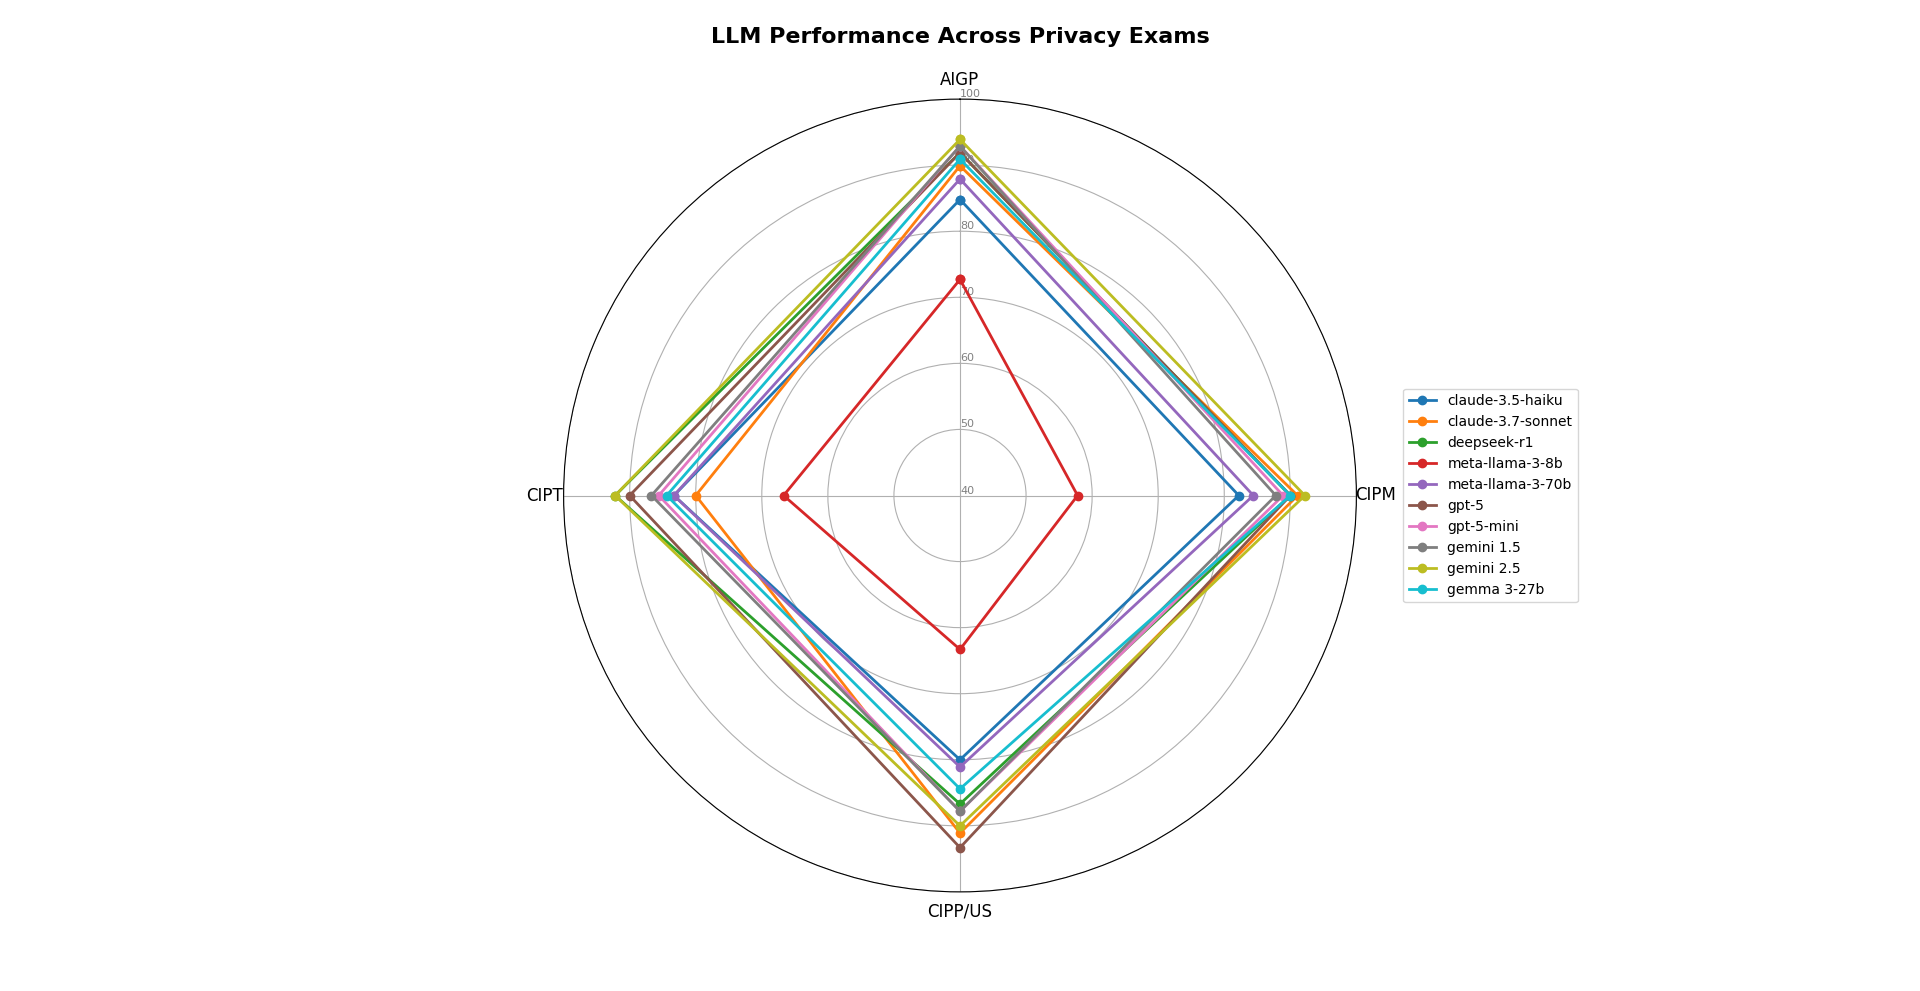 LLM Performance Across Privacy Exams
AIGP
100
80
70
60
50
40
CIPT
CIPM
CIPP/US
claude-3.5-haiku
claude-3.7-sonnet
deepseek-r1
meta-llama-3-8b
meta-llama-3-70b
gpt-5
gpt-5-mini
gemini 1.5
gemini 2.5
gemma 3-27b